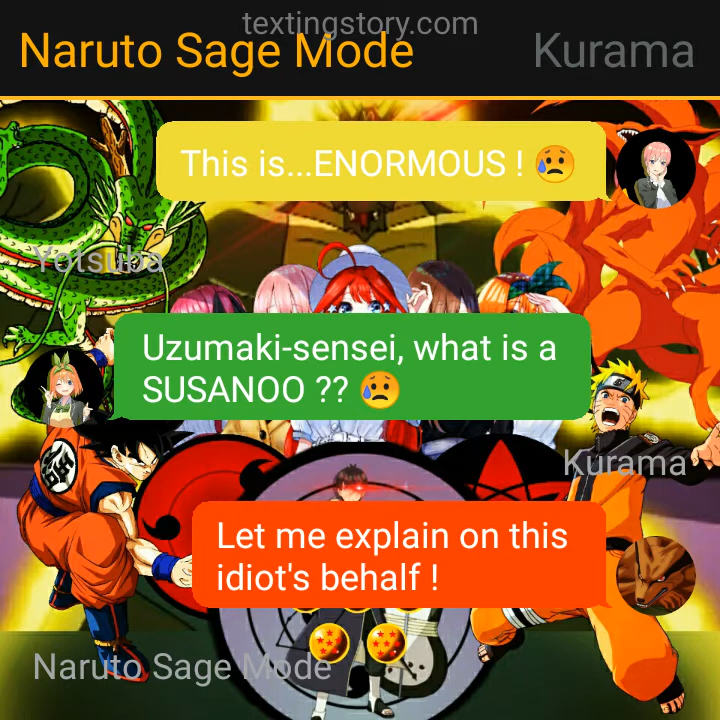 textingstory.com
Naruto Sage Mode
Kurama
This is...ENORMOUS ! 😥
Yotsuba
Uzumaki-sensei, what is a
SUSANOO ?? 😥
Kurama
Let me explain on this
idiot's behalf !
Naruto Sage Mode